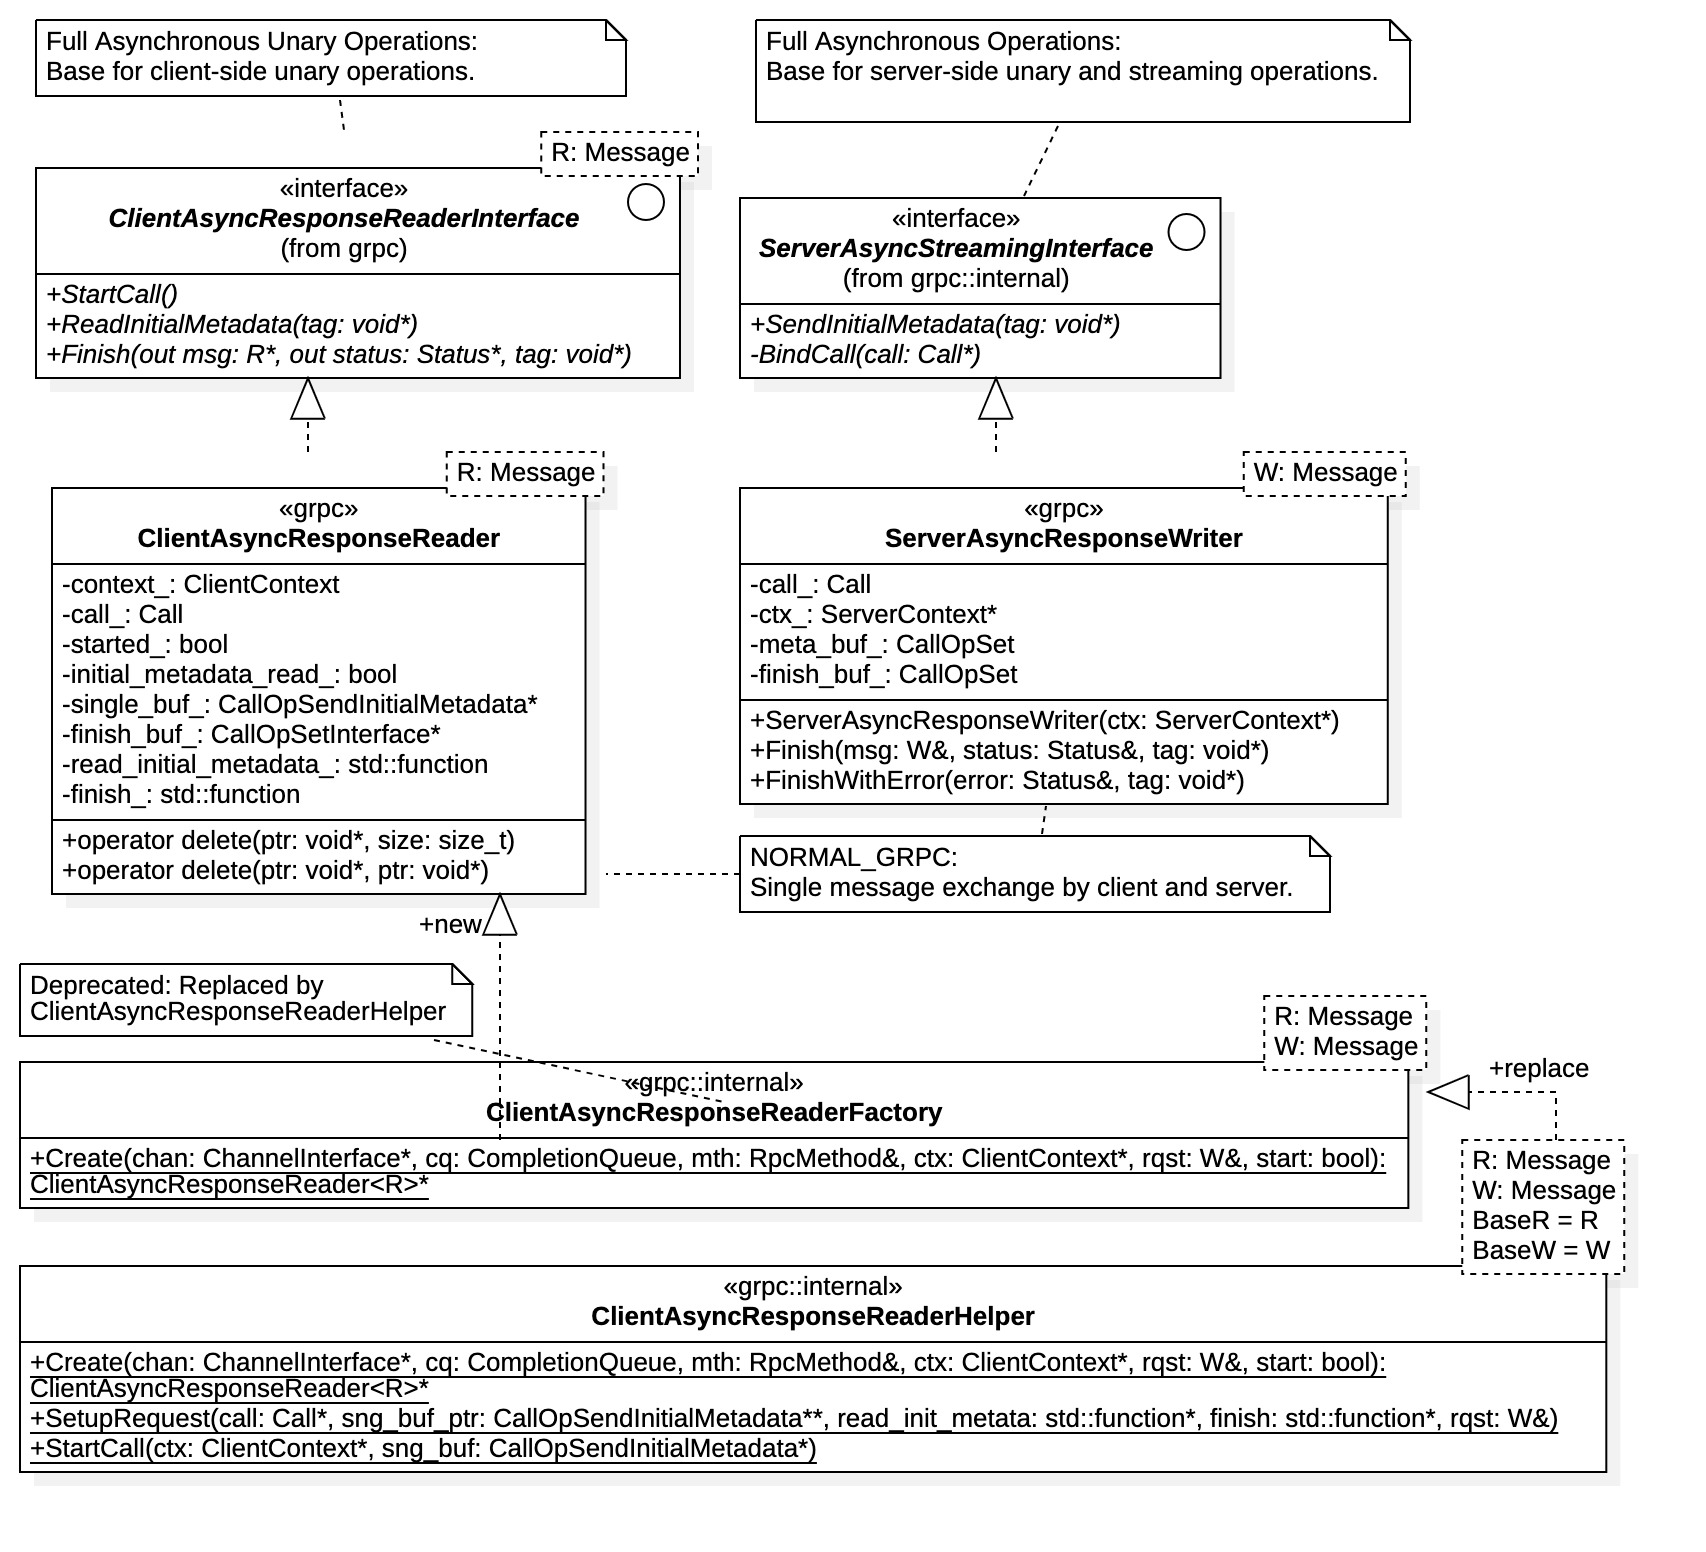 Full Asynchronous Unary Operations:
Base for client-side unary operations.
Full Asynchronous Operations:
Base for server-side unary and streaming operations.
R: Message
«interface»
ClientAsyncResponseReaderInterface
(from grpc)
+StartCall()
+ReadInitialMetadata(tag: void*)
+Finish(out msg: R*, out status: Status*, tag: void*)
«interface»
ServerAsyncStreamingInterface
(from grpc::internal)
+SendInitialMetadata(tag: void*)
-BindCall(call: Call*)
R: Message
«grpc»
ClientAsyncResponseReader
-context_: ClientContext
-call_: Call
-started_: bool
-initial_metadata_read_: bool
-single_buf_: CallOpSendInitialMetadata*
-finish_buf_: CallOpSetInterface*
-read_initial_metadata_: std::function
-finish_: std::function
+operator delete(ptr: void*, size: size_t)
+operator delete(ptr: void*, ptr: void*)
W: Message
«grpc»
ServerAsyncResponseWriter
-call_: Call
-ctx_: ServerContext*
-meta_buf_: CallOpSet
-finish_buf_: CallOpSet
+ServerAsyncResponseWriter(ctx: ServerContext*)
+Finish(msg: W&, status: Status&, tag: void*)
+FinishWithError(error: Status&, tag: void*)
NORMAL_GRPC:
Single message exchange by client and server.
+new
Deprecated: Replaced by
ClientAsyncResponseReaderHelper
R: Message
W: Message
«grpc::internal»
ClientAsyncResponseReaderFactory
+Create(chan: ChannelInterface*, cq: CompletionQueue, mth: RpcMethod&, ctx: ClientContext*, rqst: W&, start: bool):
ClientAsyncResponseReader<R>*
+replace
R: Message
W: Message
BaseR = R
BaseW = W
«grpc::internal»
ClientAsyncResponseReaderHelper
+Create(chan: ChannelInterface*, cq: CompletionQueue, mth: RpcMethod&, ctx: ClientContext*, rqst: W&, start: bool):
ClientAsyncResponseReader<R>*
+SetupRequest(call: Call*, sng_buf_ptr: CallOpSendInitialMetadata**, read_init_metata: std::function*, finish: std::function*, rqst: W&)
+StartCall(ctx: ClientContext*, sng_buf: CallOpSendInitialMetadata*)